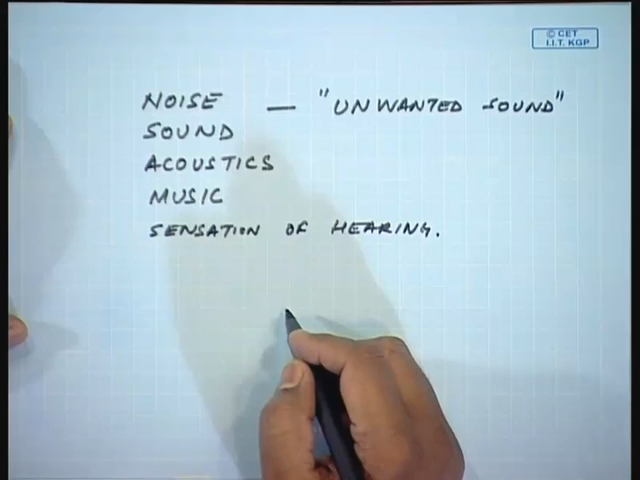 © CET
I.I.T. KGP
NOISE — "UNWANTED SOUND"
SOUND
ACOUSTICS
MUSIC
SENSATION OF HEARING.